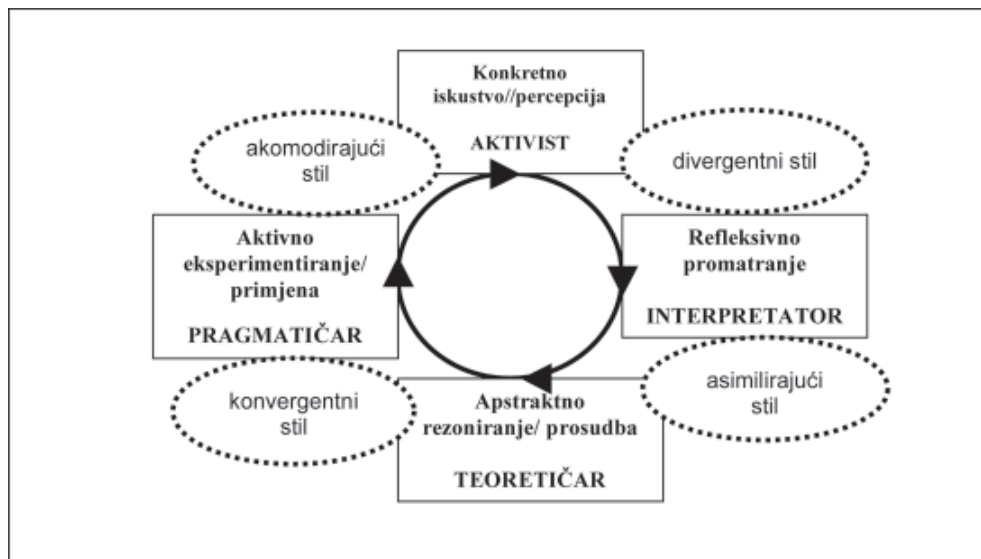 Konkretno
iskustvo//percepcija
AKTIVIST
akomodirajući
stil
divergentni stil
Aktivno
eksperimentiranje/
primjena
PRAGMATIČAR
Refleksivno
promatranje
INTERPRETATOR
konvergentni
stil
Apstraktno
rezoniranje/ prosudba
TEORETIČAR
asimilirajući
stil